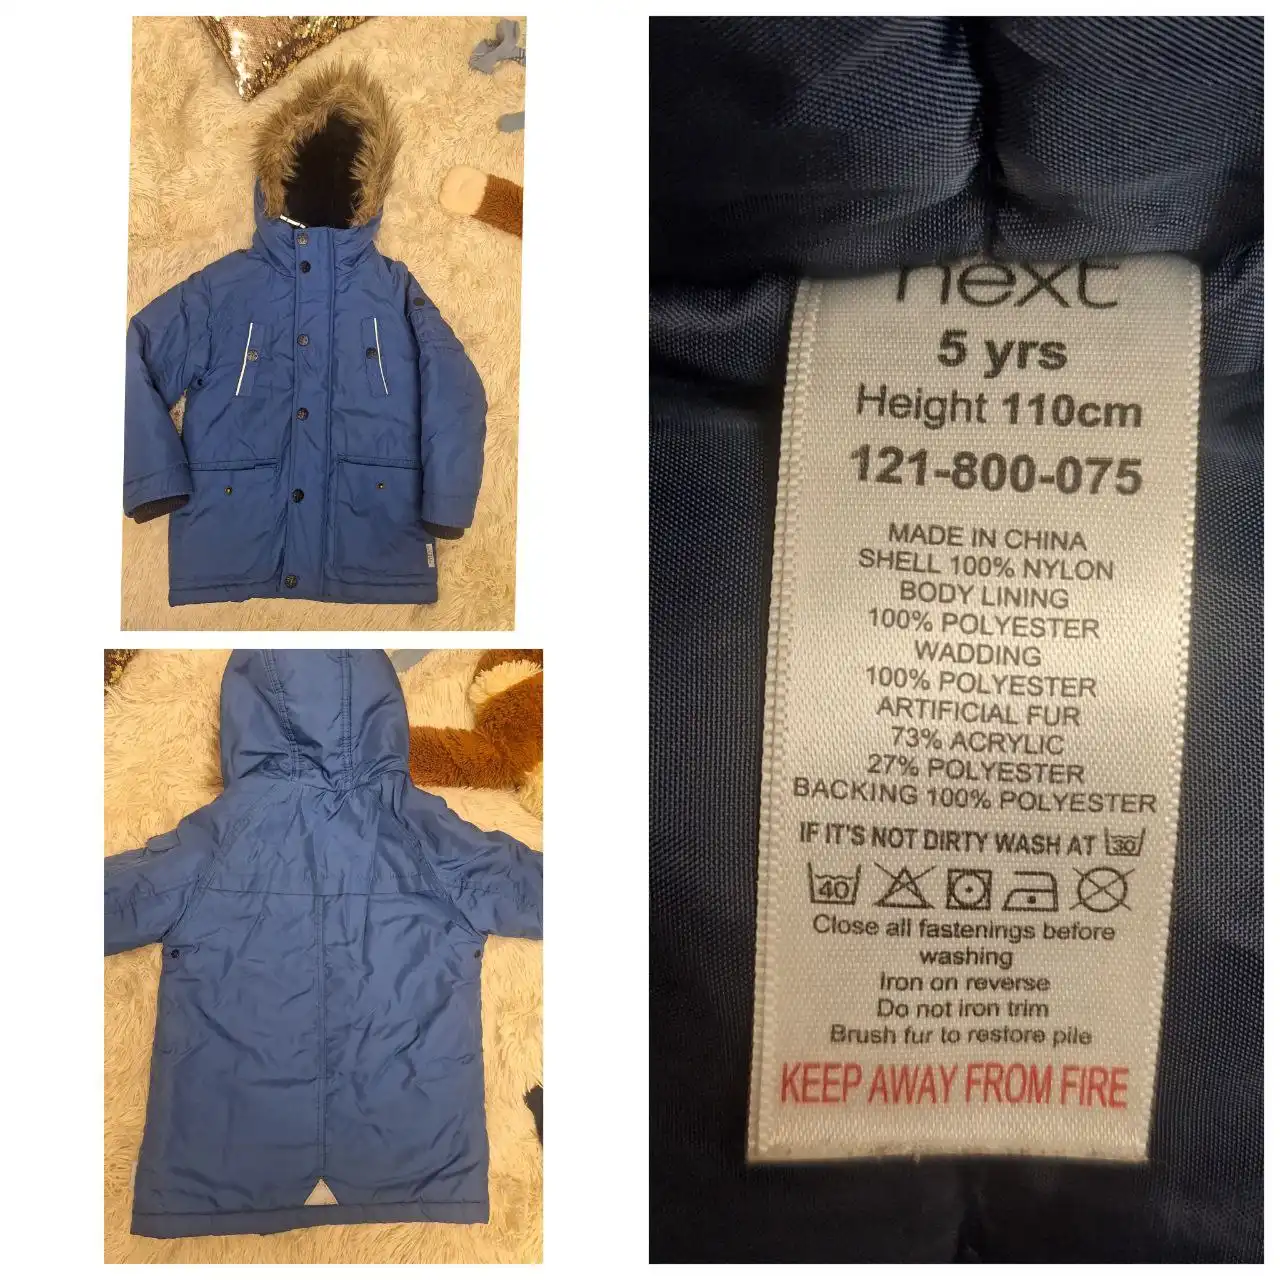 next
5 yrs
Height 110cm
121-800-075
MADE IN CHINA
SHELL 100% NYLON
BODY LINING
100% POLYESTER
WADDING
100% POLYESTER
ARTIFICIAL FUR
73% ACRYLIC
27% POLYESTER
BACKING 100% POLYESTER
IF IT'S NOT DIRTY WASH AT 30
40
Close all fastenings before
washing
Iron on reverse
Do not iron trim
Brush fur to restore pile
KEEP AWAY FROM FIRE